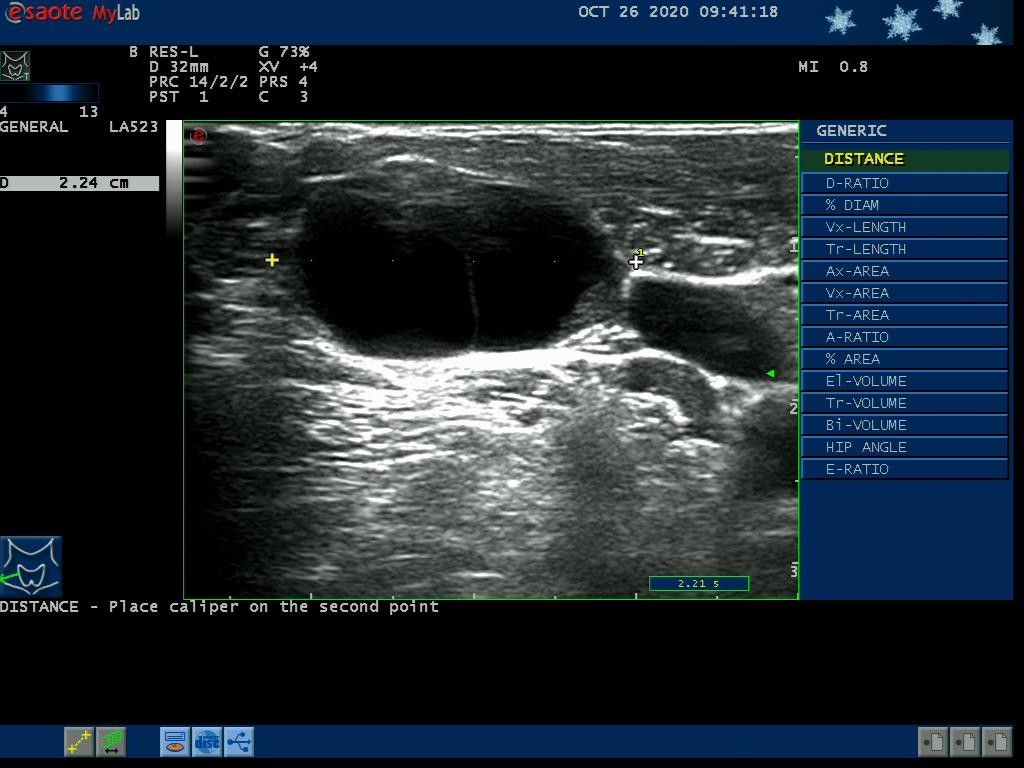 esaote MyLab
OCT 26 2020 09:41:18
B RES-L G 73%
D 32mm XV +4
PRC 14/2/2 PRS 4
PST 1 C 3
MI 0.8
4 13
GENERAL LA523
D 2.24 cm
GENERIC
DISTANCE
D-RATIO
% DIAM
Vx-LENGTH
Tr-LENGTH
Ax-AREA
Vx-AREA
Tr-AREA
A-RATIO
% AREA
El-VOLUME
Tr-VOLUME
Bi-VOLUME
HIP ANGLE
E-RATIO
e
1
1
2
3
2.21 s
DISTANCE - Place caliper on the second point
disc